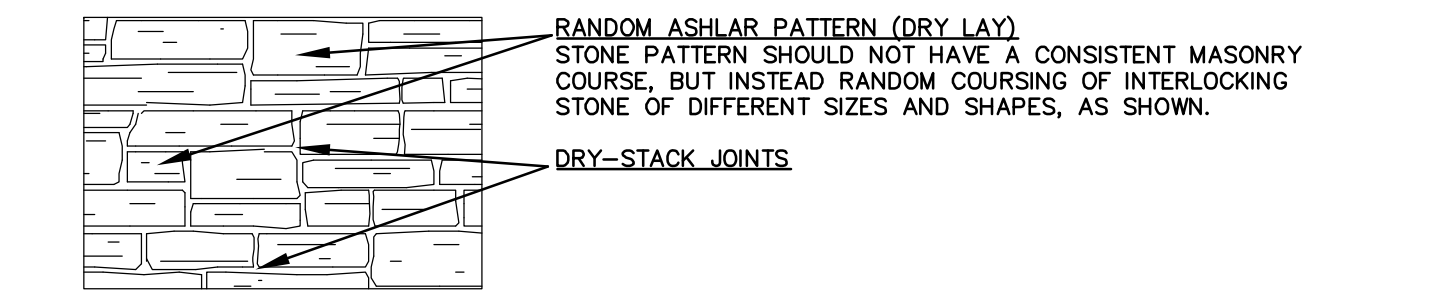 RANDOM ASHLAR PATTERN (DRY LAY)
STONE PATTERN SHOULD NOT HAVE A CONSISTENT MASONRY
COURSE, BUT INSTEAD RANDOM COURSING OF INTERLOCKING
STONE OF DIFFERENT SIZES AND SHAPES, AS SHOWN.
DRY-STACK JOINTS